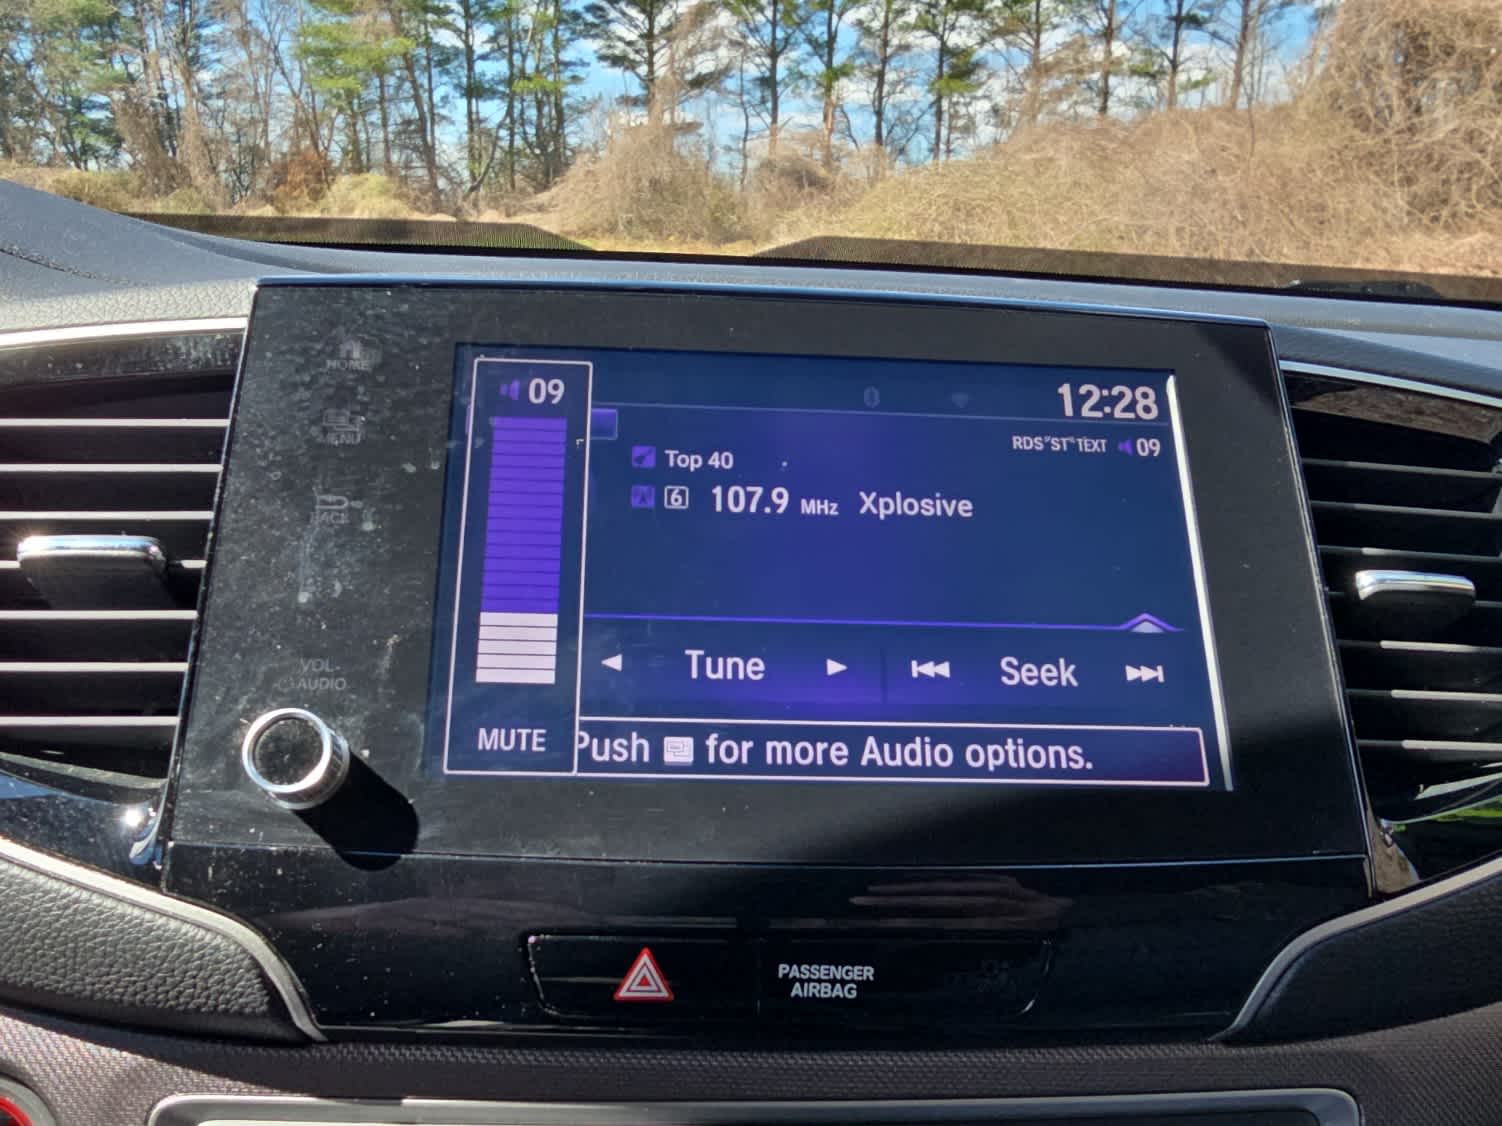 HOME
MENU
BACK
VOL
AUDIO
09
12:28
RDS ST TEXT 09
Top 40
6 107.9 MHz Xplosive
Tune Seek
MUTE
Push for more Audio options.
PASSENGER
AIRBAG